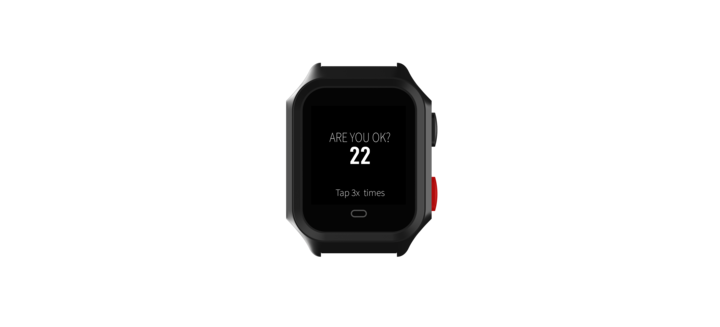 ARE YOU OK?
22
Tap 3x times